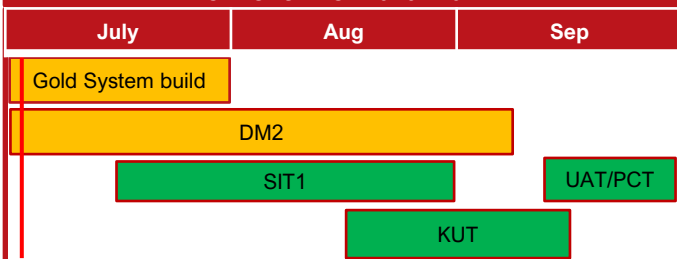 July Aug Sep
Gold System build
DM2
SIT1 UAT/PCT
KUT